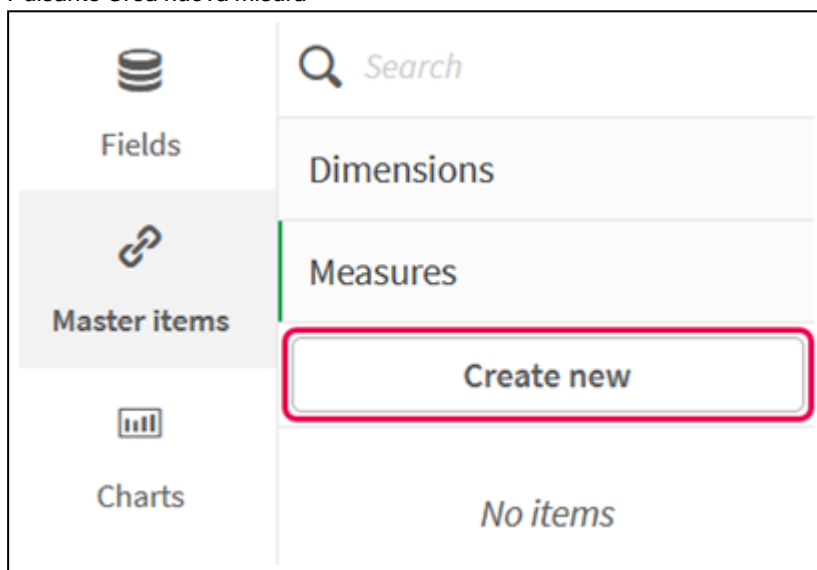 Pulsante Crea nuova misura
Search
Fields
Dimensions
Measures
Master items
Create new
Charts
No items